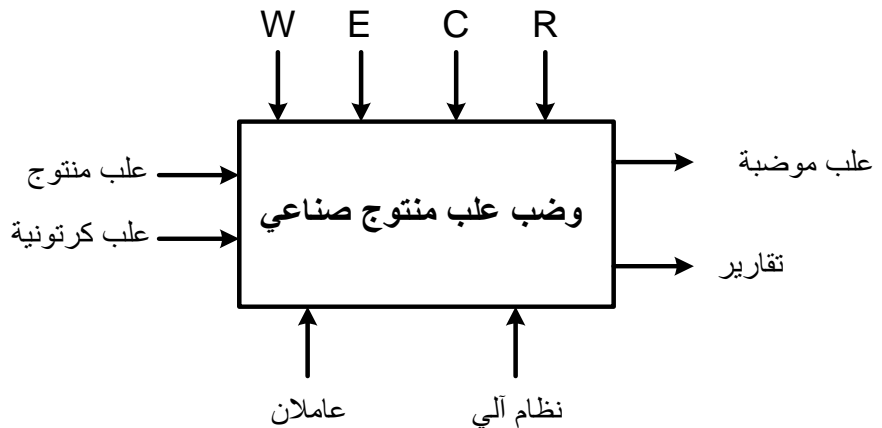 W E C R
علب منتوج
علب كرتونية
وضب علب منتوج صناعي
علب موضبة
تقارير
عاملان
نظام آلي